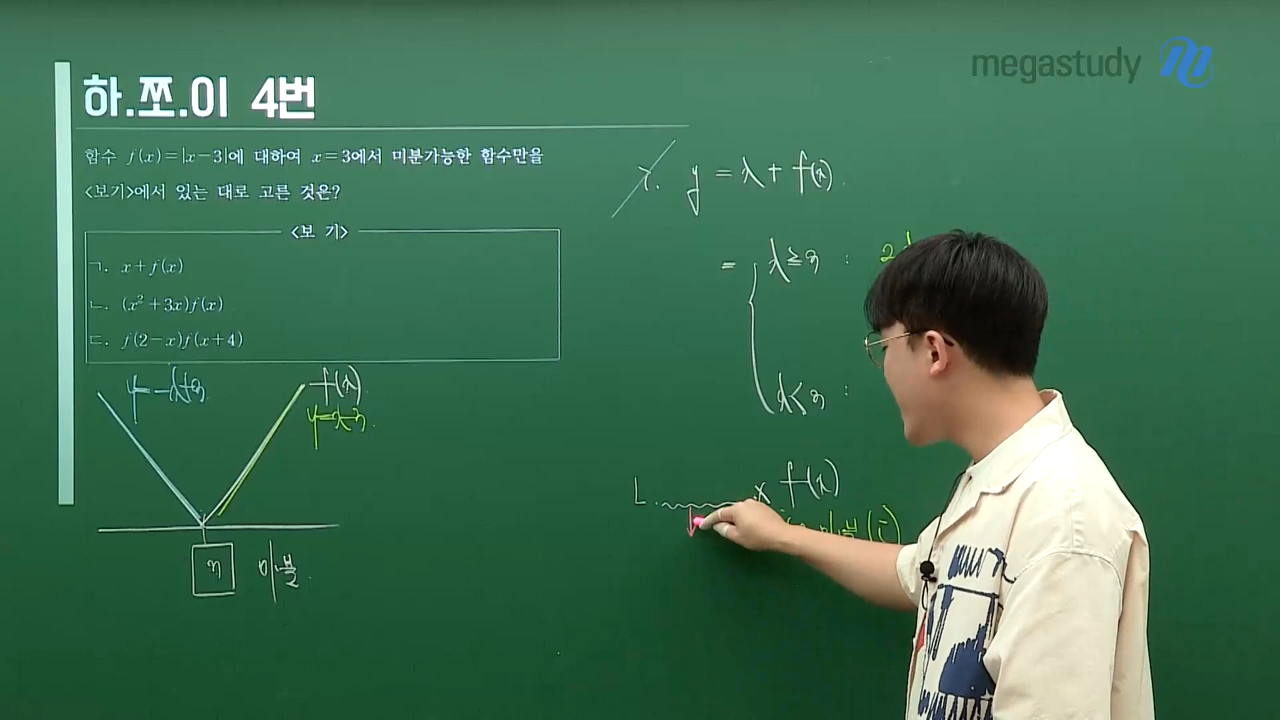 megastudy
하.쪼.이 4번
함수 f(x)=|x-3|에 대하여 x=3에서 미분가능한 함수만을
<보기>에서 있는 대로 고른 것은?
<보 기>
ㄱ. x+f(x)
ㄴ. (x²+3x)f(x)
ㄷ. f(2-x)f(x+4)
y=-x+3
f(x)
y=x-3
3
ㄱ. y = x + f(x).
= x≥3 :
x<3 :
ㄴ. × f(x)